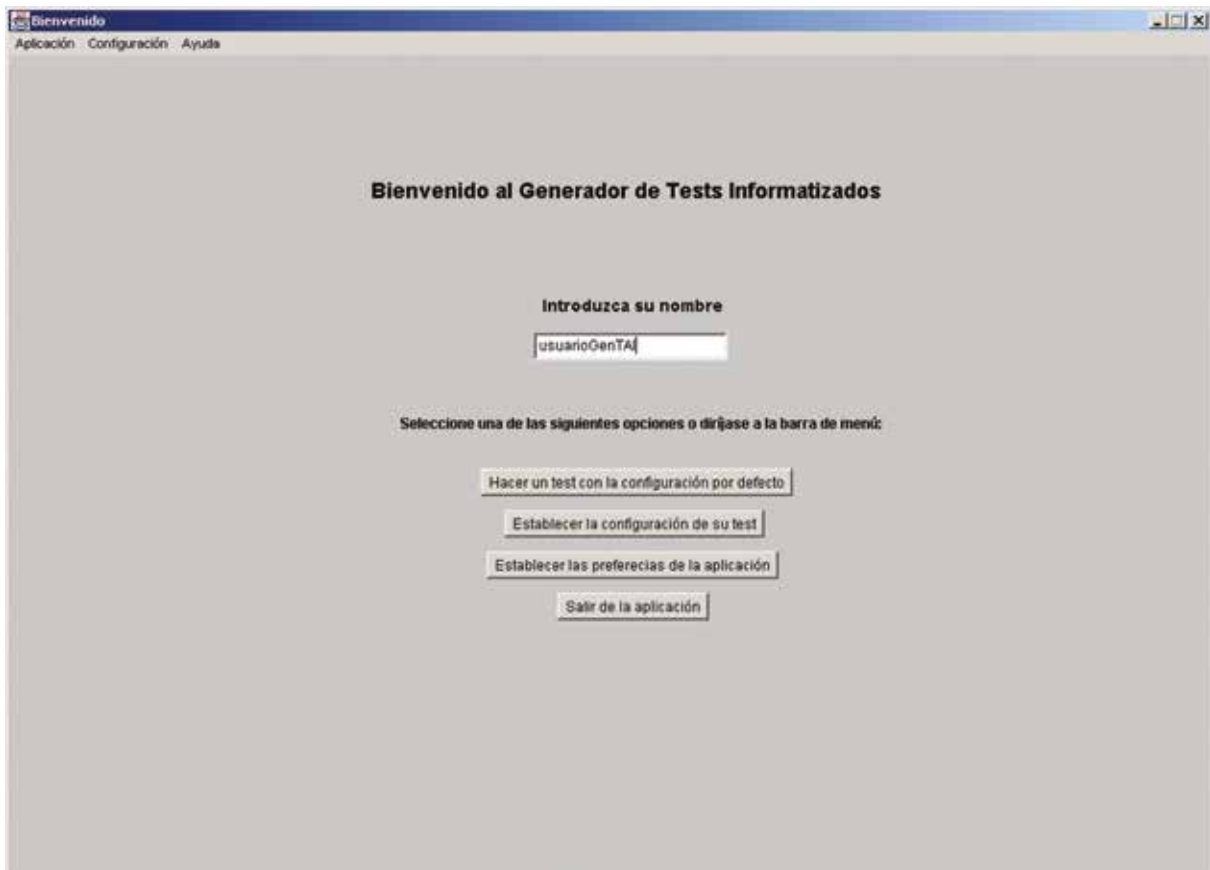 Bienvenido
Aplicación Configuración Ayuda
Bienvenido al Generador de Tests Informatizados
Introduzca su nombre
usuarioGenTAI
Seleccione una de las siguientes opciones o diríjase a la barra de menú:
Hacer un test con la configuración por defecto
Establecer la configuración de su test
Establecer las preferecias de la aplicación
Salir de la aplicación